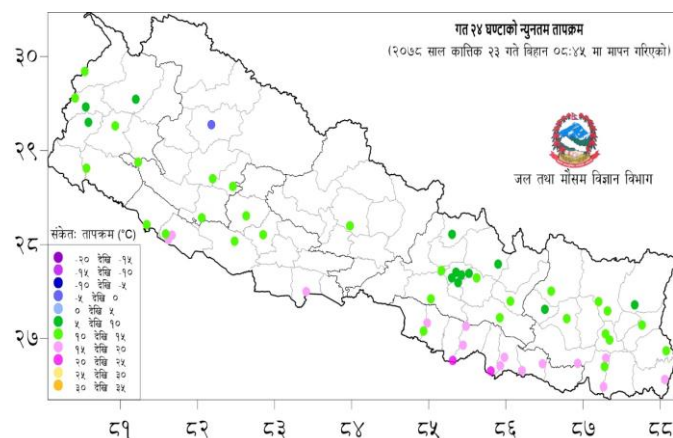 गत २४ घण्टाको न्युनतम तापक्रम
(२०७८ साल कात्तिक २३ गते बिहान ०८:४५ मा मापन गरिएको)
३०
२९
जल तथा मौसम विज्ञान विभाग
२८
संकेत: तापक्रम (°C)
-२० देखि -१५
-१५ देखि -१०
-१० देखि -५
-५ देखि ०
० देखि ५
५ देखि १०
१० देखि १५
१५ देखि २०
२० देखि २५
२५ देखि ३०
३० देखि ३५
२७
८१ ८२ ८३ ८४ ८५ ८६ ८७ ८८